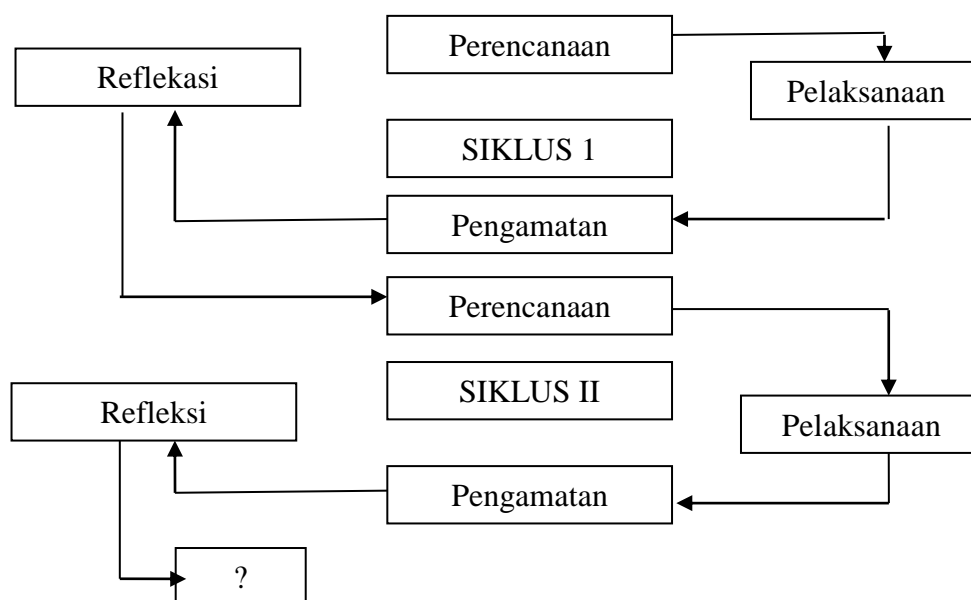 Perencanaan
Reflekasi
Pelaksanaan
SIKLUS 1
Pengamatan
Perencanaan
SIKLUS II
Refleksi
Pelaksanaan
Pengamatan
?